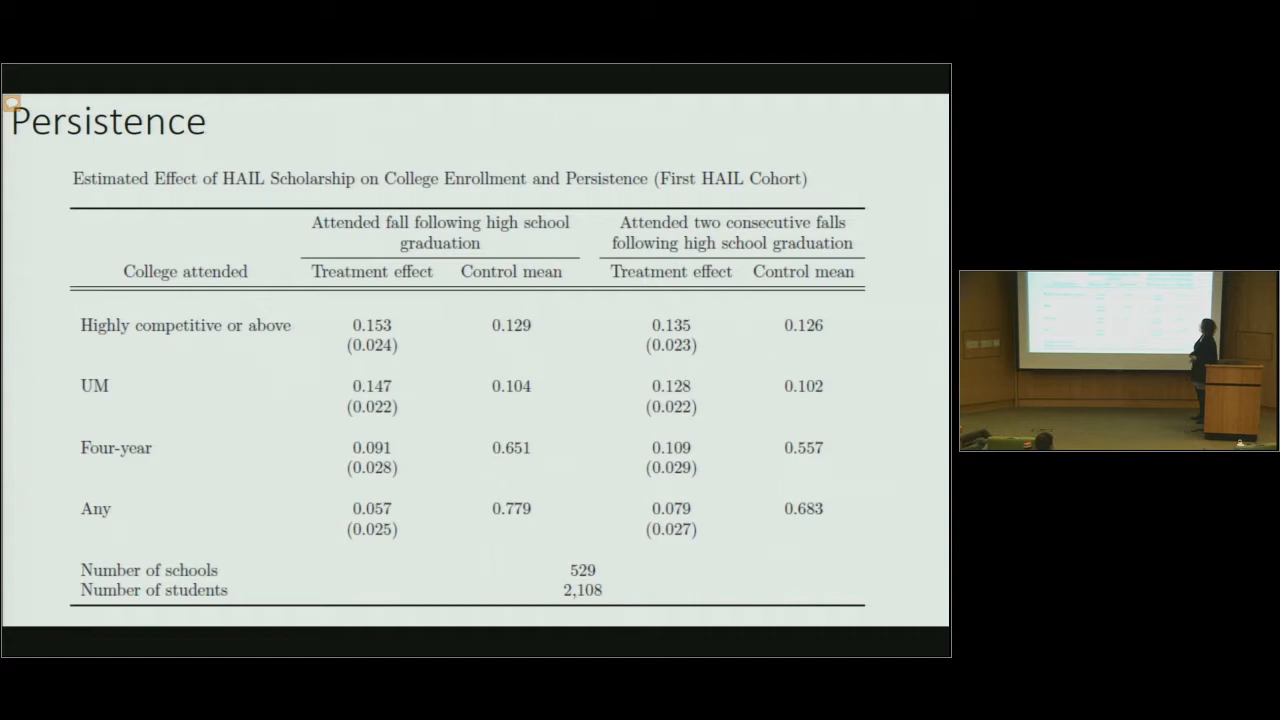 Persistence
Estimated Effect of HAIL Scholarship on College Enrollment and Persistence (First HAIL Cohort)
Attended fall following high school graduation
Attended two consecutive falls following high school graduation
College attended Treatment effect Control mean Treatment effect Control mean
Highly competitive or above 0.153 0.129 0.135 0.126
(0.024) (0.023)
UM 0.147 0.104 0.128 0.102
(0.022) (0.022)
Four-year 0.091 0.651 0.109 0.557
(0.028) (0.029)
Any 0.057 0.779 0.079 0.683
(0.025) (0.027)
Number of schools 529
Number of students 2,108